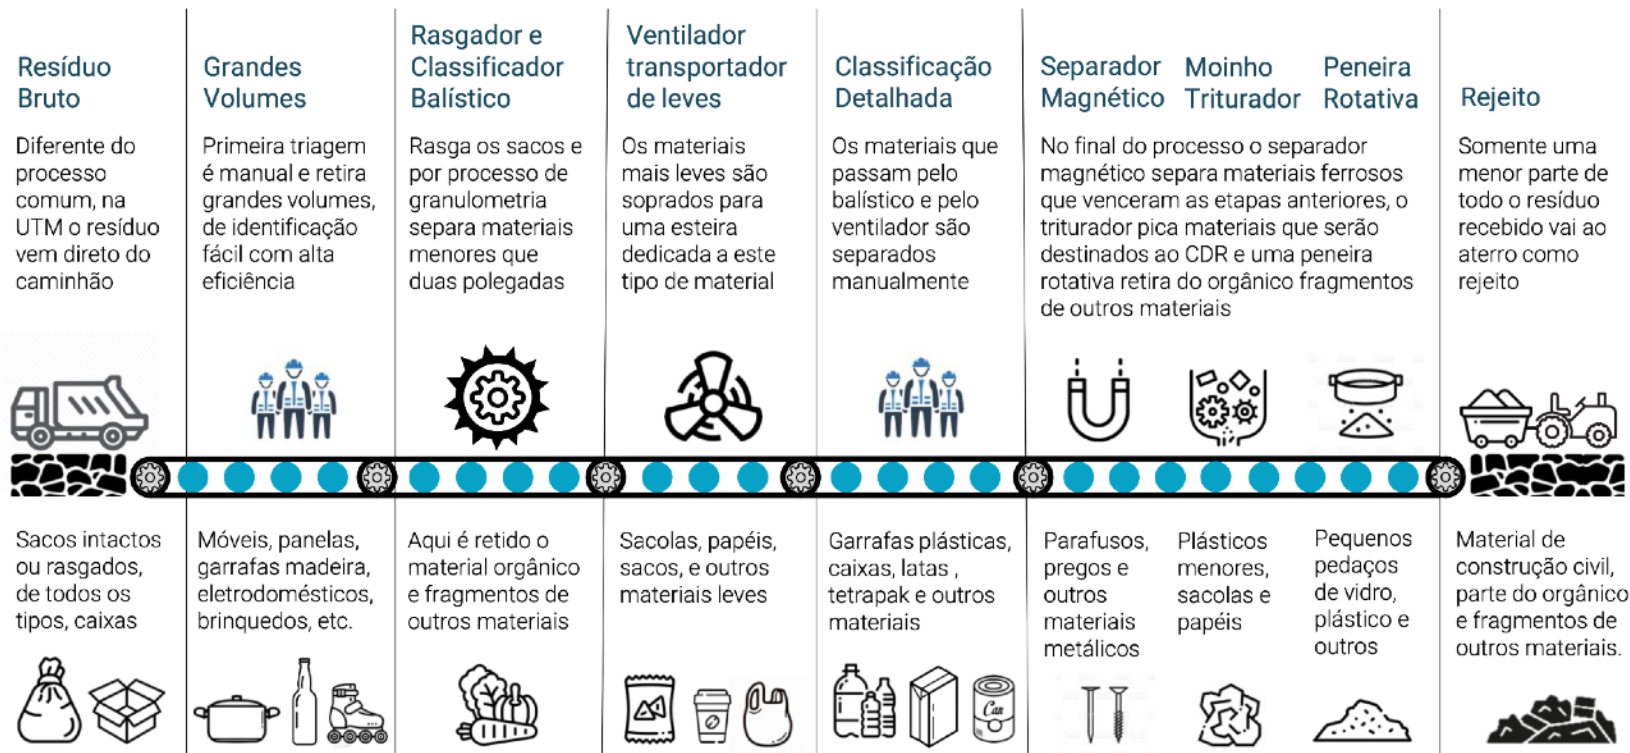 Resíduo
Bruto
Diferente do
processo
comum, na
UTM o resíduo
vem direto do
caminhão
Sacos intactos
ou rasgados,
de todos os
tipos, caixas
Grandes
Volumes
Primeira triagem
é manual e retira
grandes volumes,
de identificação
fácil com alta
eficiência
Móveis, panelas,
garrafas madeira,
eletrodomésticos,
brinquedos, etc.
Rasgador e
Classificador
Balístico
Rasga os sacos e
por processo de
granulometria
separa materiais
menores que
duas polegadas
Aqui é retido o
material orgânico
e fragmentos de
outros materiais
Ventilador
transportador
de leves
Os materiais
mais leves são
soprados para
uma esteira
dedicada a este
tipo de material
Sacolas, papéis,
sacos, e outros
materiais leves
Classificação
Detalhada
Os materiais que
passam pelo
balístico e pelo
ventilador são
separados
manualmente
Garrafas plásticas,
caixas, latas ,
tetrapak e outros
materiais
Can
Separador
Magnético
Moinho
Triturador
Peneira
Rotativa
No final do processo o separador
magnético separa materiais ferrosos
que venceram as etapas anteriores, o
triturador pica materiais que serão
destinados ao CDR e uma peneira
rotativa retira do orgânico fragmentos
de outros materiais
Parafusos,
pregos e
outros
materiais
metálicos
Plásticos
menores,
sacolas e
papéis
Pequenos
pedaços
de vidro,
plástico e
outros
Rejeito
Somente uma
menor parte de
todo o resíduo
recebido vai ao
aterro como
rejeito
Material de
construção civil,
parte do orgânico
e fragmentos de
outros materiais.